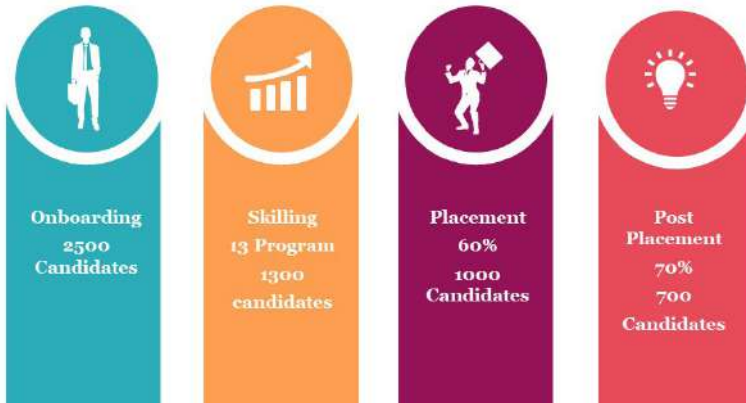 Onboarding
2500
Candidates
Skilling
13 Program
1300
candidates
Placement
60%
1000
Candidates
Post
Placement
70%
700
Candidates